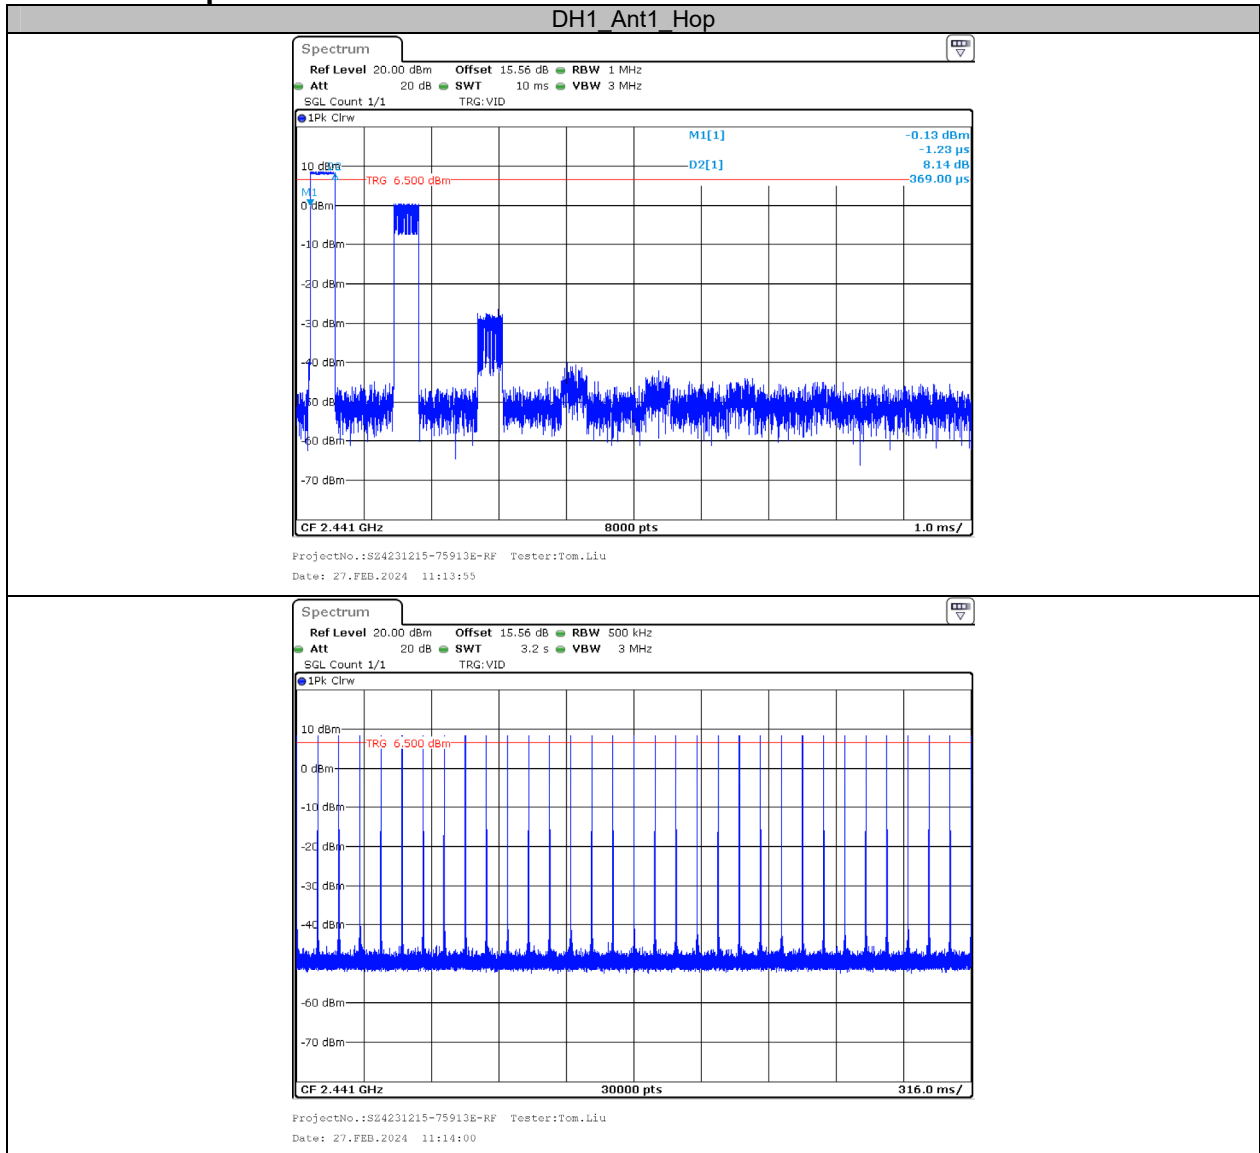 DH1_Ant1_Hop
Spectrum
Ref Level 20.00 dBm Offset 15.56 dB RBW 1 MHz
Att 20 dB SWT 10 ms VBW 3 MHz
SGL Count 1/1 TRG:VID
1Pk Clrw
M1[1] -0.13 dBm
-1.23 µs
D2[1] 8.14 dB
369.00 µs
10 dBm
TRG 6.500 dBm
M1
0 dBm
-10 dBm
-20 dBm
-30 dBm
-40 dBm
-50 dBm
-60 dBm
-70 dBm
CF 2.441 GHz 8000 pts 1.0 ms/
ProjectNo.:SZ4231215-75913E-RF Tester:Tom.Liu
Date: 27.FEB.2024 11:13:55
Spectrum
Ref Level 20.00 dBm Offset 15.56 dB RBW 500 kHz
Att 20 dB SWT 3.2 s VBW 3 MHz
SGL Count 1/1 TRG:VID
1Pk Clrw
10 dBm
TRG 6.500 dBm
0 dBm
-10 dBm
-20 dBm
-30 dBm
-40 dBm
-60 dBm
-70 dBm
CF 2.441 GHz 30000 pts 316.0 ms/
ProjectNo.:SZ4231215-75913E-RF Tester:Tom.Liu
Date: 27.FEB.2024 11:14:00